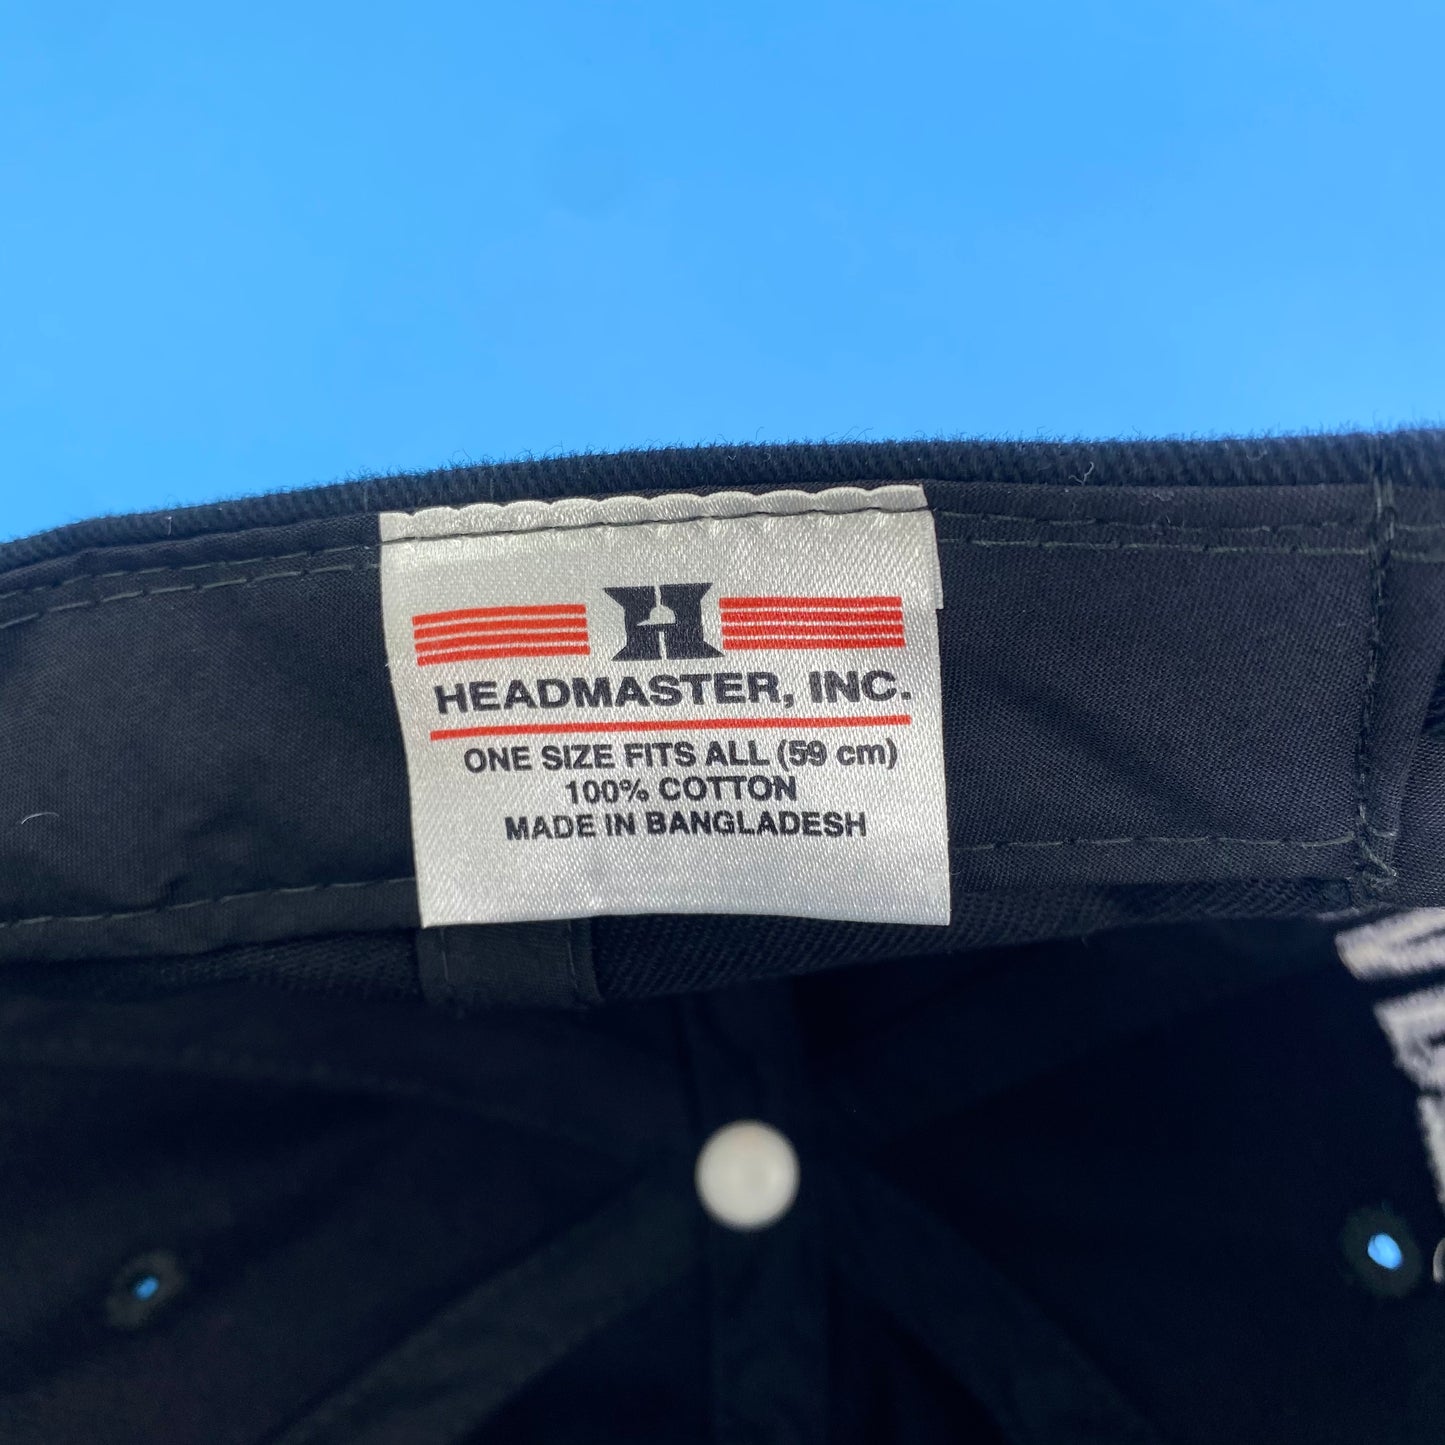 H
HEADMASTER, INC.
ONE SIZE FITS ALL (59 cm)
100% COTTON
MADE IN BANGLADESH